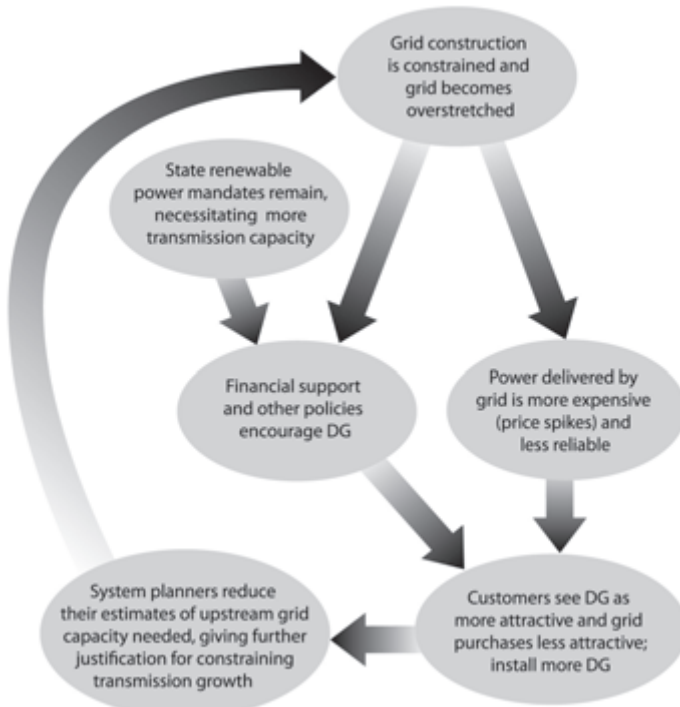 Grid construction
is constrained and
grid becomes
overstretched
State renewable
power mandates remain,
necessitating more
transmission capacity
Financial support
and other policies
encourage DG
Power delivered by
grid is more expensive
(price spikes) and
less reliable
System planners reduce
their estimates of upstream grid
capacity needed, giving further
justification for constraining
transmission growth
Customers see DG as
more attractive and grid
purchases less attractive;
install more DG